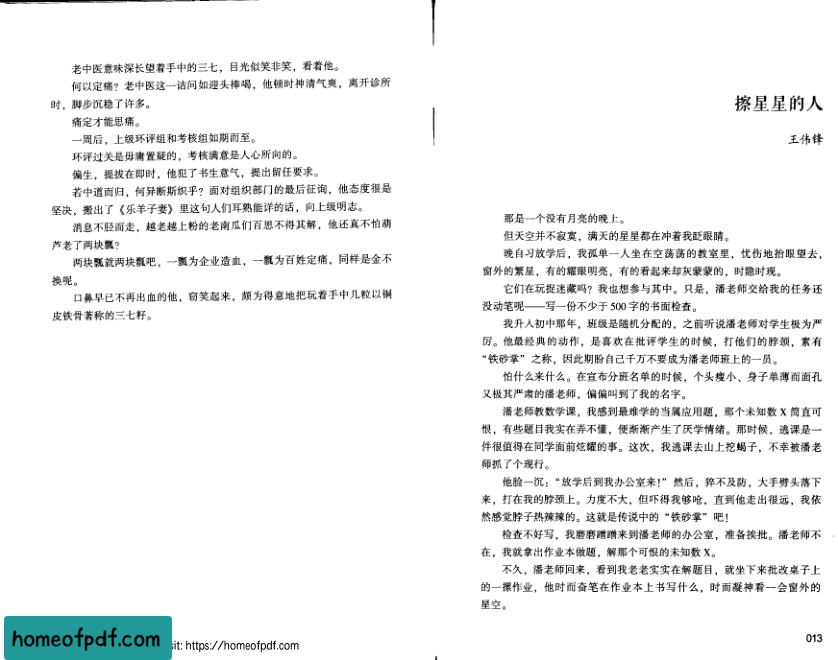 老中医意味深长望着手中的三七，目光似笑非笑，看着他。
何以定痛？老中医这一诘问如迎头棒喝，他顿时神清气爽，离开诊所
时，脚步沉稳了许多。
痛定才能思痛。
一周后，上级环评组和考核组如期而至。
环评过关是毋庸置疑的，考核满意是人心所向的。
偏生，提拔在即时，他犯了书生意气，提出留任要求。
若中道而归，何异断斯织乎？面对组织部门的最后征询，他态度很是
坚决，搬出了《乐羊子妻》里这句人们耳熟能详的话，向上级明志。
消息不胫而走，越老越上粉的老南瓜们百思不得其解，他还真不怕葫
芦老了两块瓢？
两块瓢就两块瓢吧，一瓢为企业造血，一瓢为百姓定痛，同样是金不
换呢。
口鼻早已不再出血的他，窃笑起来，颇为得意地把玩着手中几粒以铜
皮铁骨著称的三七籽。
擦星星的人
王伟锋
那是一个没有月亮的晚上。
但天空并不寂寞，满天的星星都在冲着我眨眼睛。
晚自习放学后，我孤单一人坐在空荡荡的教室里，忧伤地抬眼望去，
窗外的繁星，有的耀眼明亮，有的看起来却灰蒙蒙的，时隐时现。
它们在玩捉迷藏吗？我也想参与其中。只是，潘老师交给我的任务还
没动笔呢——写一份不少于 500 字的书面检查。
我升入初中那年，班级是随机分配的，之前听说潘老师对学生极为严
厉。他最经典的动作，是喜欢在批评学生的时候，打他们的脖颈，素有
“铁砂掌”之称，因此期盼自己千万不要成为潘老师班上的一员。
怕什么来什么。在宣布分班名单的时候，个头瘦小、身子单薄而面孔
又极其严肃的潘老师，偏偏叫到了我的名字。
潘老师教数学课，我感到最难学的当属应用题，那个未知数 X 简直可
恨，有些题目我实在弄不懂，便渐渐产生了厌学情绪。那时候，逃课是一
件很值得在同学面前炫耀的事。这次，我逃课去山上挖蝎子，不幸被潘老
师抓了个现行。
他脸一沉：“放学后到我办公室来！”然后，猝不及防，大手劈头落下
来，打在我的脖颈上。力度不大，但吓得我够呛，直到他走出很远，我依
然感觉脖子热辣辣的。这就是传说中的“铁砂掌”吧！
检查不好写，我磨磨蹭蹭来到潘老师的办公室，准备挨批。潘老师不
在，我就拿出作业本做题，解那个可恨的未知数 X。
不久，潘老师回来，看到我老老实实在解题目，就坐下来批改桌子上
的一摞作业，他时而奋笔在作业本上书写什么，时而凝神看一会窗外的
星空。
013
homeofpdf.com
sit: https://homeofpdf.com